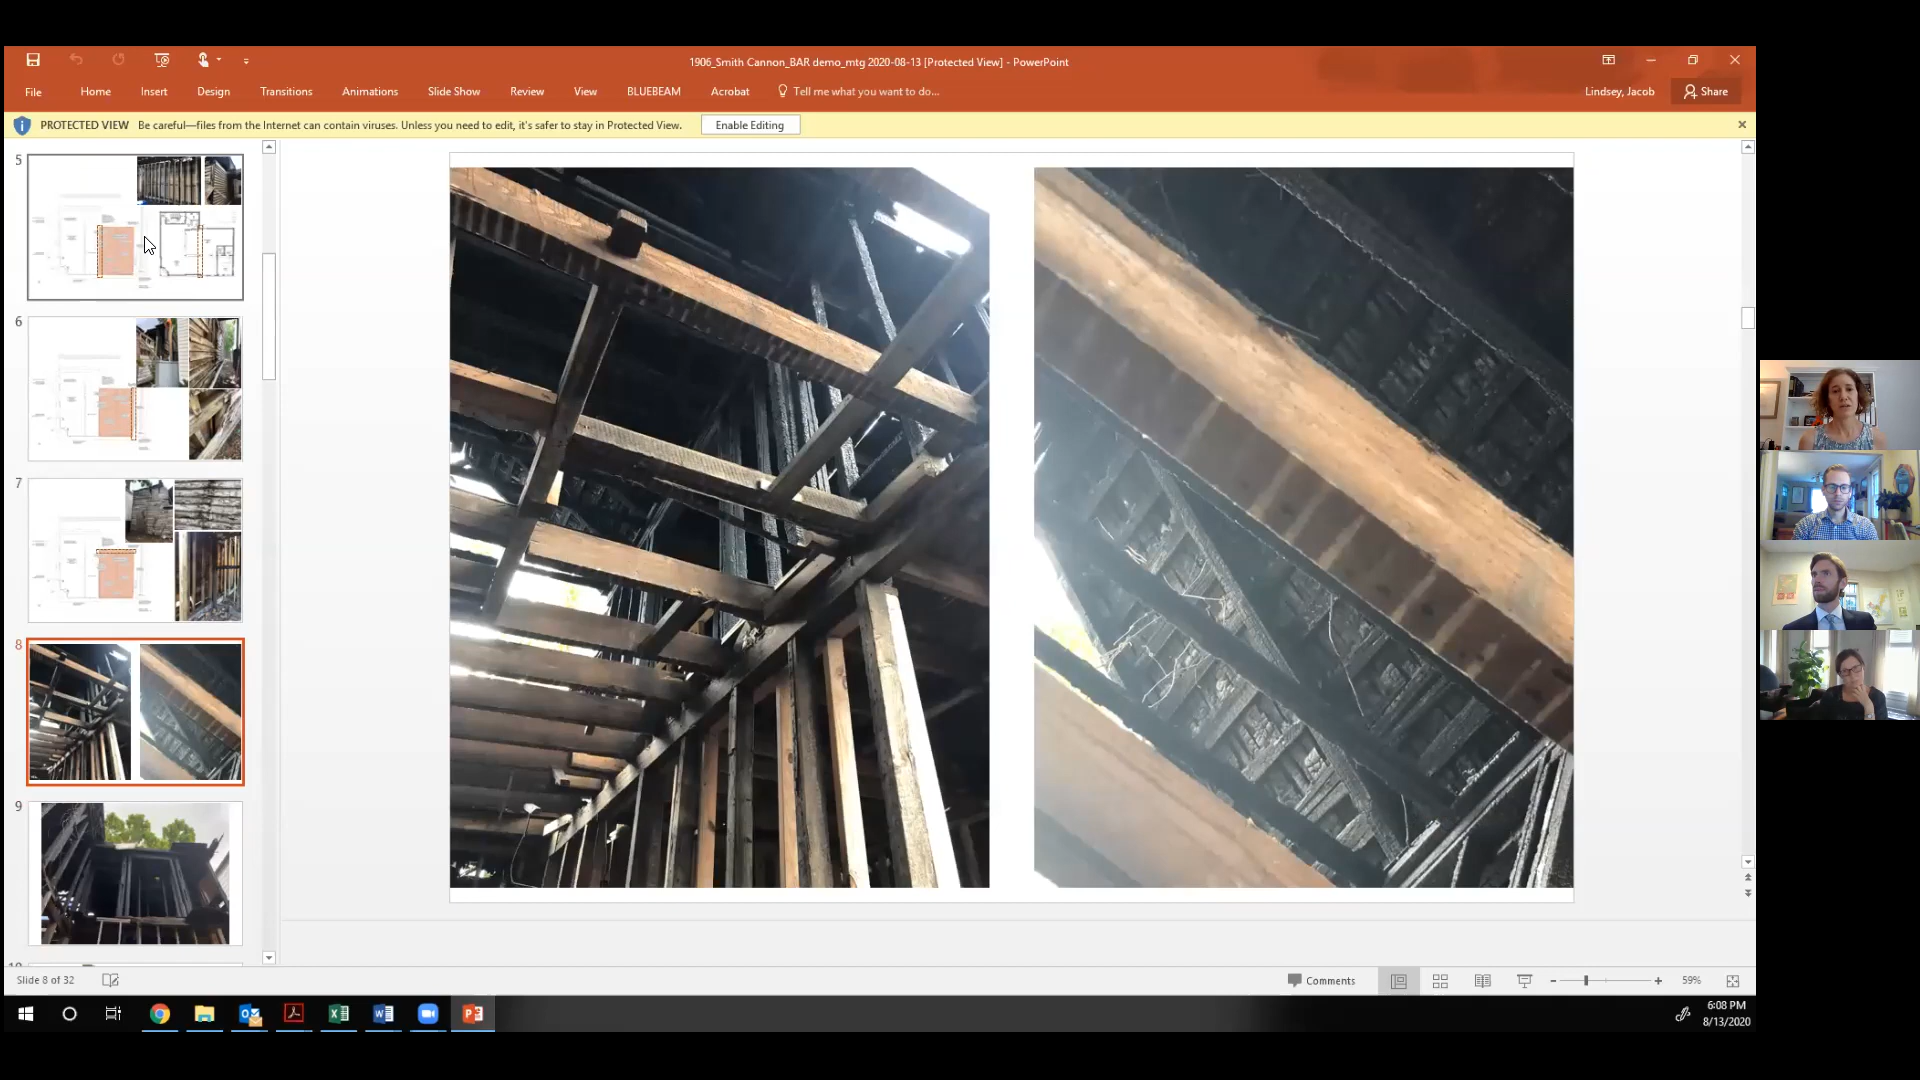 1906_Smith Cannon_BAR demo_mtg 2020-08-13 [Protected View] - PowerPoint
File Home Insert Design Transitions Animations Slide Show Review View BLUEBEAM Acrobat Tell me what you want to do... Lindsey, Jacob Share
PROTECTED VIEW Be careful—files from the Internet can contain viruses. Unless you need to edit, it's safer to stay in Protected View. Enable Editing
5
6
7
8
9
10
Slide 8 of 32 Comments 59%
6:08 PM
8/13/2020